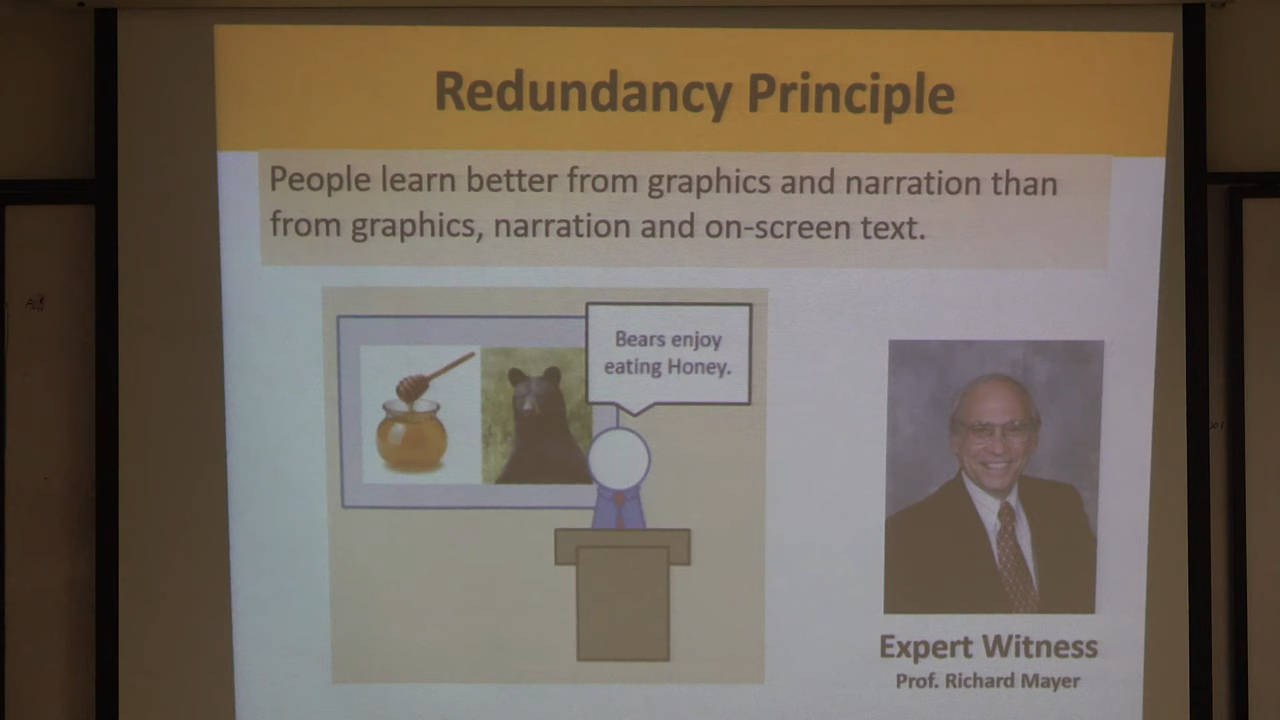 Redundancy Principle
People learn better from graphics and narration than
from graphics, narration and on-screen text.
Bears enjoy
eating Honey.
Expert Witness
Prof. Richard Mayer